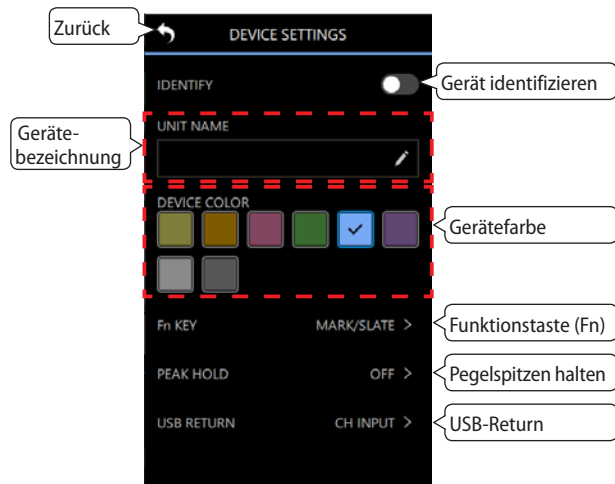 Zurück
DEVICE SETTINGS
IDENTIFY
Gerät identifizieren
UNIT NAME
Geräte-
bezeichnung
DEVICE COLOR
Gerätefarbe
Fn KEY
MARK/SLATE >
Funktionstaste (Fn)
PEAK HOLD
OFF >
Pegelspitzen halten
USB RETURN
CH INPUT >
USB-Return